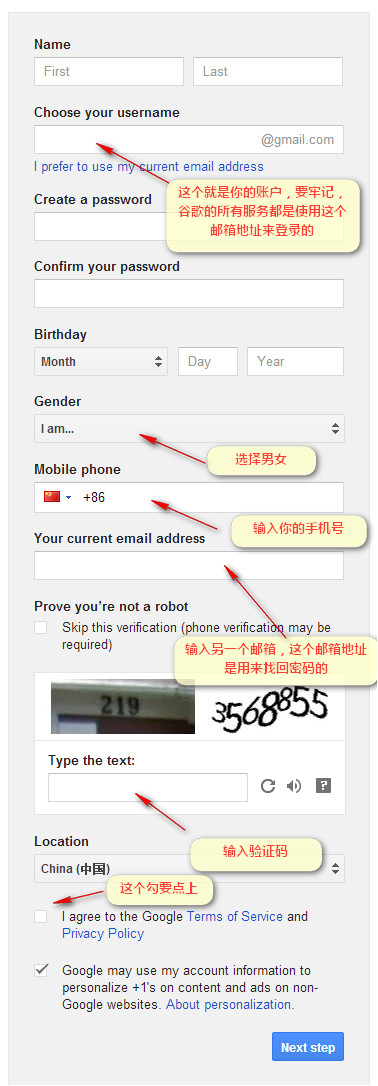 Name
First
Last
Choose your username
@gmail.com
I prefer to use my current email address
这个就是你的账户，要牢记，
谷歌的所有服务都是使用这个
邮箱地址来登录的
Create a password
Confirm your password
Birthday
Month
Day
Year
Gender
I am...
选择男女
Mobile phone
+86
输入你的手机号
Your current email address
Prove you're not a robot
Skip this verification (phone verification may be
required)
输入另一个邮箱，这个邮箱地址
是用来找回密码的
219
3568855
Type the text:
?
输入验证码
Location
China (中国)
这个勾要点上
I agree to the Google Terms of Service and
Privacy Policy
Google may use my account information to
personalize +1's on content and ads on non-
Google websites. About personalization.
Next step